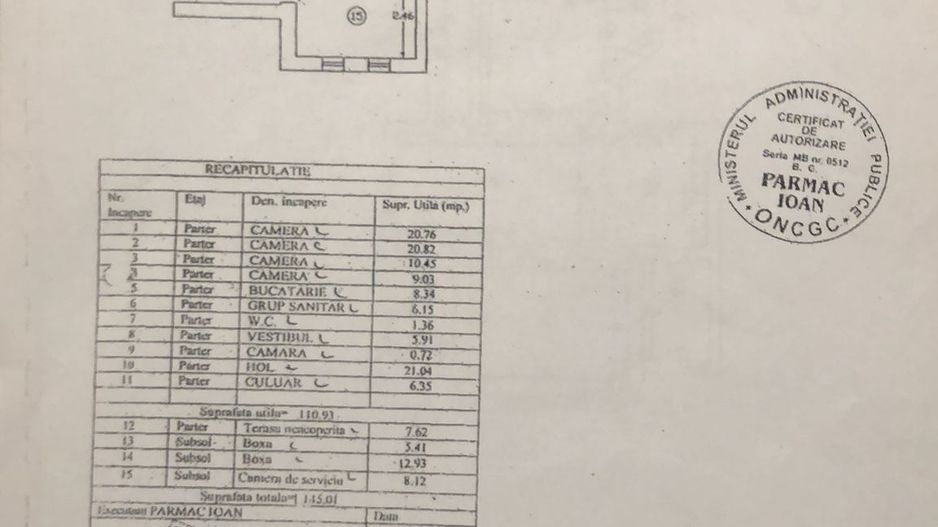 15
2.46
MINISTERUL ADMINISTRAŢIEI PUBLICE
* ONCGC *
CERTIFICAT
DE
AUTORIZARE
Seria MB nr. 0512
B. C.
PARMAC
IOAN
RECAPITULATIE
Nr. Incapere Etaj Den. incapere Supr. Utila (mp.)
1 Parter CAMERA 20.76
2 Parter CAMERA 20.82
3 Parter CAMERA 10.45
Parter CAMERA 9.03
5 Parter BUCATARIE 8.34
6 Parter GRUP SANITAR 6.15
7 Parter W.C. 1.36
8 Parter VESTIBUL 5.91
9 Parter CAMARA 0.72
10 Parter HOL 21.04
11 Parter CULUAR 6.35
Suprafata utila= 110.93
12 Parter Terasa neacoperita 7.62
13 Subsol Boxa 5.41
14 Subsol Boxa 12.93
15 Subsol Camera de serviciu 8.12
Suprafata totala= 145.01
Executant PARMAC IOAN Data